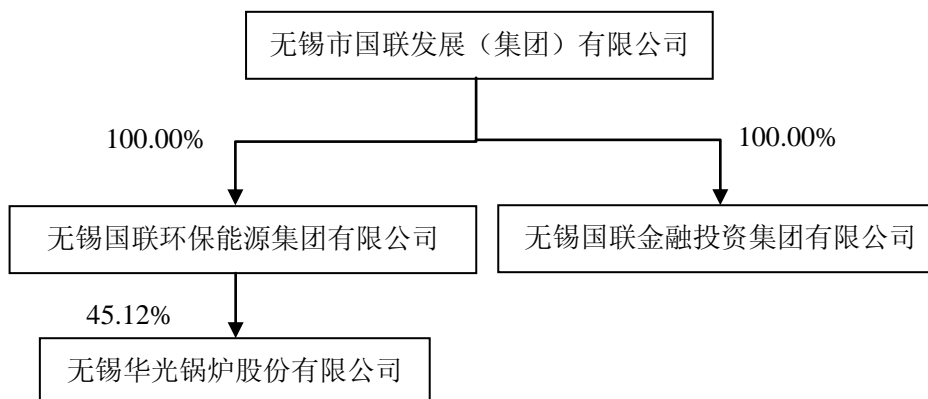 无锡市国联发展（集团）有限公司
100.00%
100.00%
无锡国联环保能源集团有限公司
无锡国联金融投资集团有限公司
45.12%
无锡华光锅炉股份有限公司